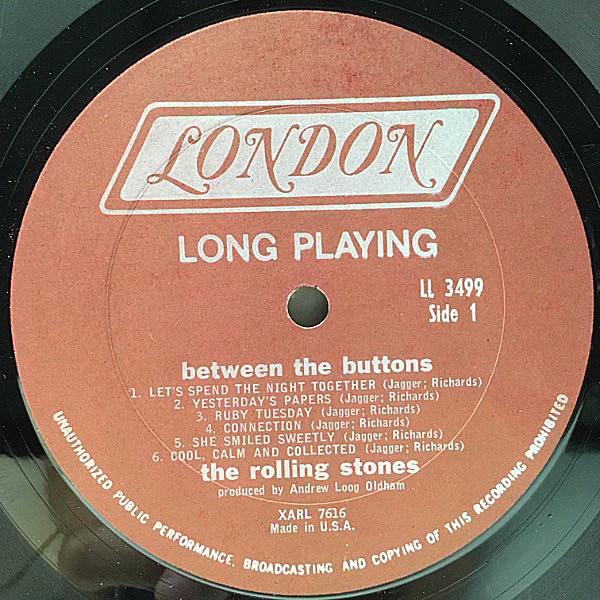 LONDON
LONG PLAYING
LL 3499
Side 1
between the buttons
1. LET'S SPEND THE NIGHT TOGETHER (Jagger; Richards)
2. YESTERDAY'S PAPERS (Jagger; Richards)
3. RUBY TUESDAY (Jagger; Richards)
4. CONNECTION (Jagger; Richards)
5. SHE SMILED SWEETLY (Jagger; Richards)
6. COOL, CALM AND COLLECTED (Jagger; Richards)
the rolling stones
produced by Andrew Loog Oldham
XARL 7616
Made in U.S.A.
UNAUTHORIZED PUBLIC PERFORMANCE, BROADCASTING AND COPYING OF THIS RECORDING PROHIBITED